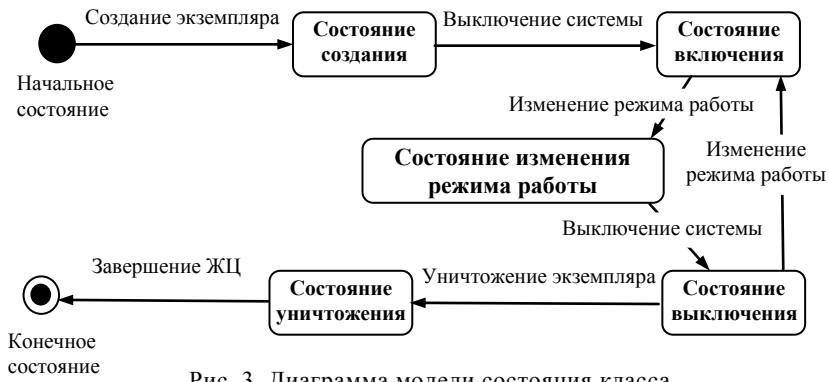 Создание экземпляра
Состояние
создания
Выключение системы
Состояние
включения
Начальное
состояние
Изменение режима работы
Состояние изменения
режима работы
Изменение
режима работы
Выключение системы
Завершение ЖЦ
Состояние
уничтожения
Уничтожение экземпляра
Состояние
выключения
Конечное
состояние
Рис. 3. Диаграмма модели состояния класса